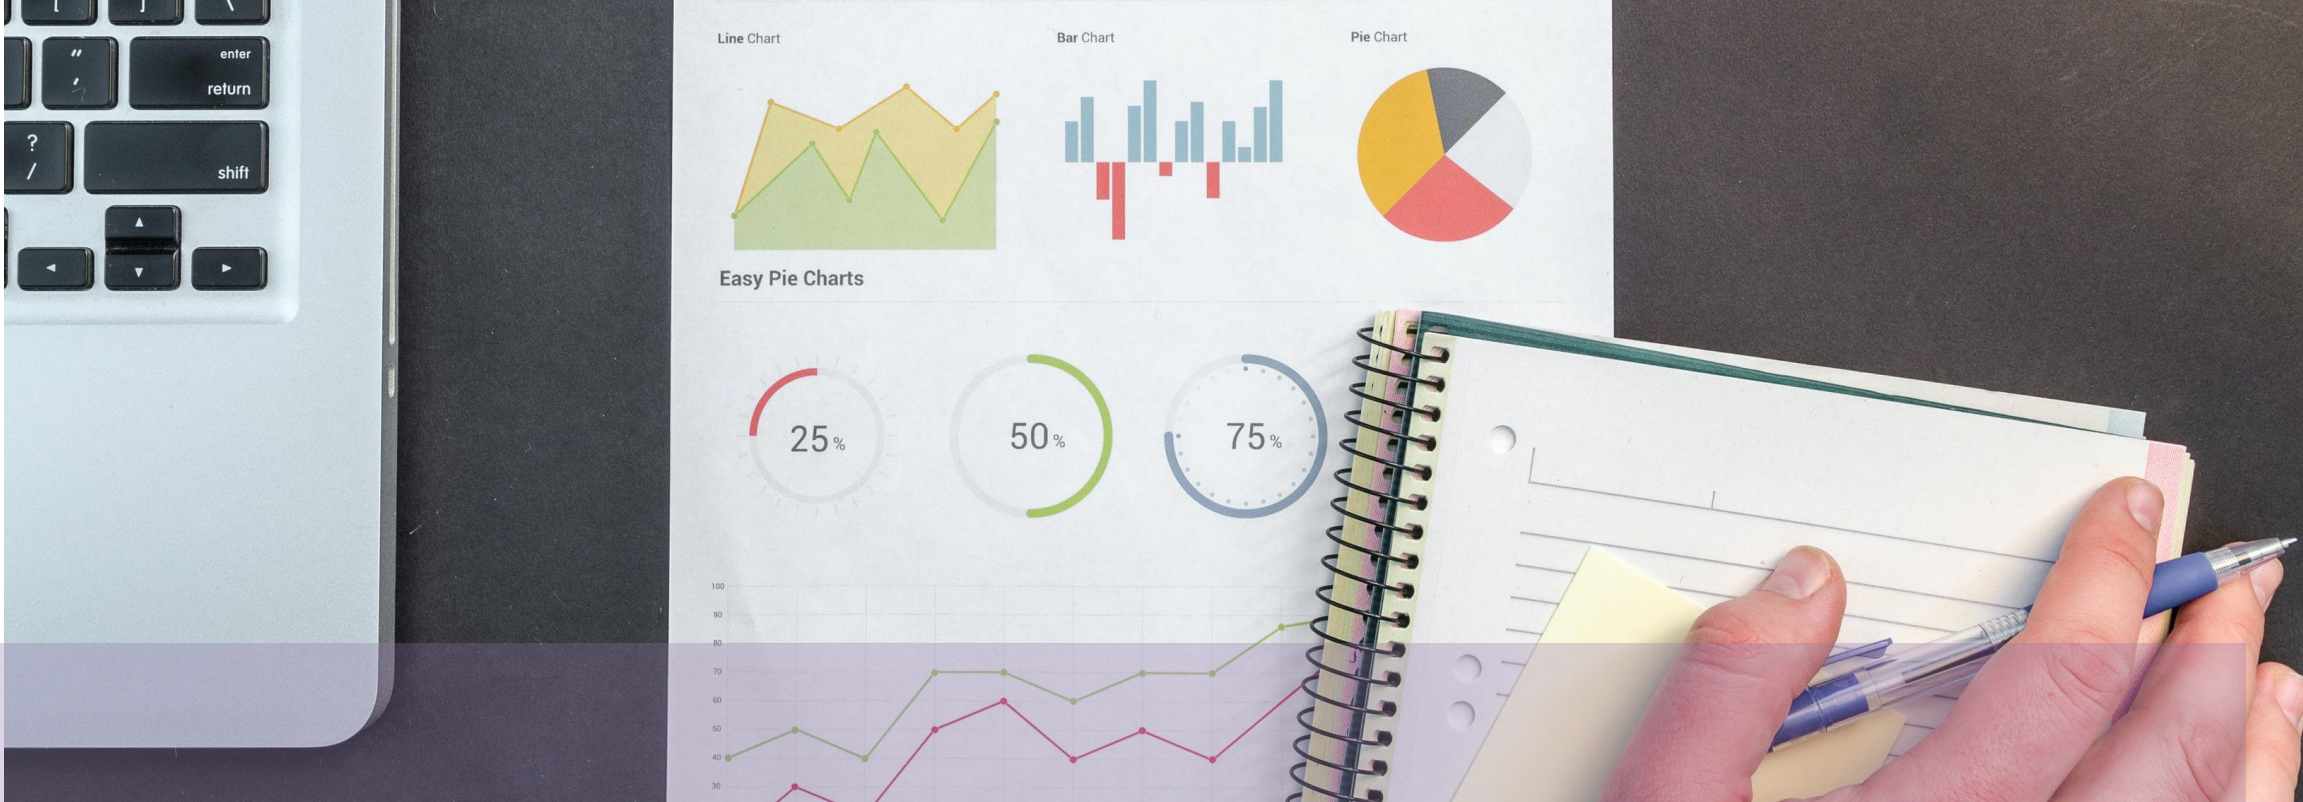 [ ] \
" enter
' return
? 
/ shift
Line Chart
Bar Chart
Pie Chart
Easy Pie Charts
25%
50%
75%
100
90
80
70
60
50
40
30